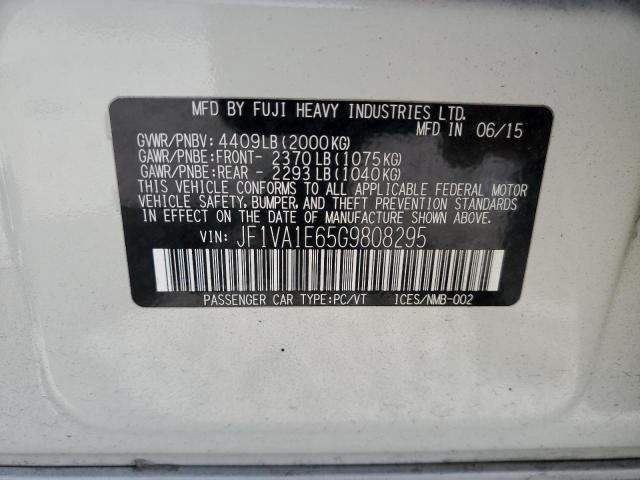 MFD BY FUJI HEAVY INDUSTRIES LTD.
MFD IN 06/15
GVWR/PNBV: 4409LB(2000KG)
GAWR/PNBE:FRONT- 2370LB(1075KG)
GAWR/PNBE:REAR - 2293LB(1040KG)
THIS VEHICLE CONFORMS TO ALL APPLICABLE FEDERAL MOTOR
VEHICLE SAFETY, BUMPER, AND THEFT PREVENTION STANDARDS
IN EFFECT ON THE DATE OF MANUFACTURE SHOWN ABOVE.
VIN: JF1VA1E65G9808295
PASSENGER CAR TYPE:PC/VT ICES/NMB-002